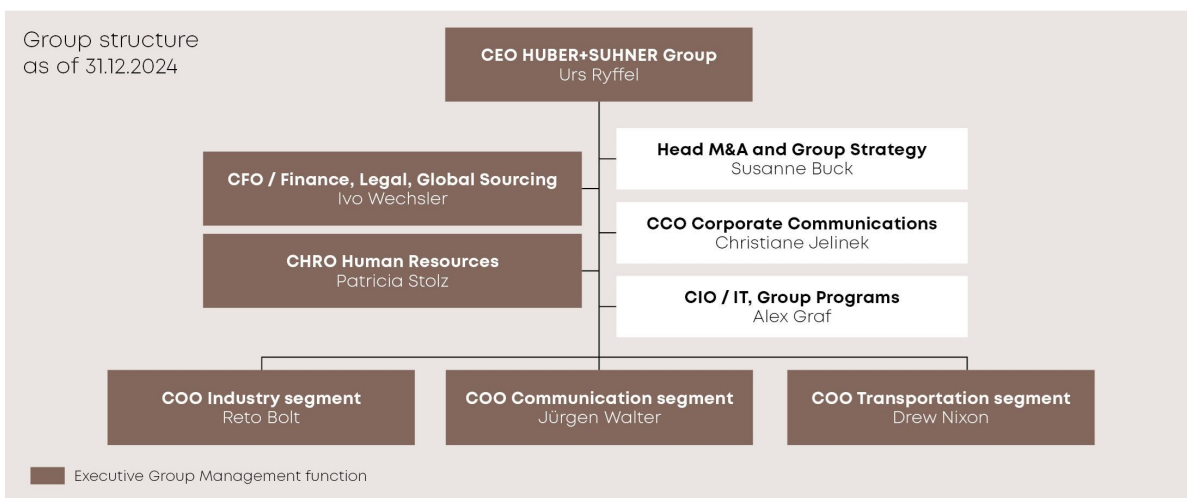 Group structure
as of 31.12.2024
CEO HUBER+SUHNER Group
Urs Ryffel
Head M&A and Group Strategy
Susanne Buck
CFO / Finance, Legal, Global Sourcing
Ivo Wechsler
CCO Corporate Communications
Christiane Jelinek
CHRO Human Resources
Patricia Stolz
CIO / IT, Group Programs
Alex Graf
COO Industry segment
Reto Bolt
COO Communication segment
Jürgen Walter
COO Transportation segment
Drew Nixon
Executive Group Management function